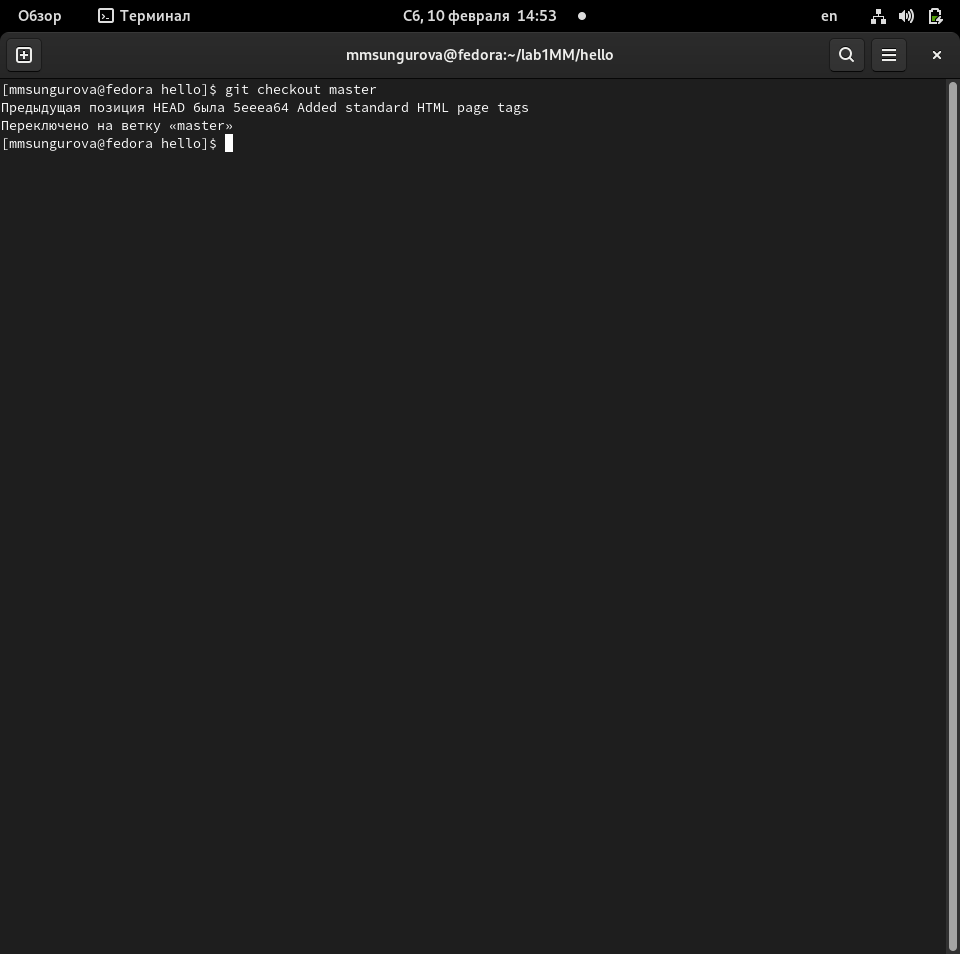 Обзор Терминал Сб, 10 февраля 14:53 en
mmsungurova@fedora:~/lab1MM/hello
[mmsungurova@fedora hello]$ git checkout master
Предыдущая позиция HEAD была 5eeea64 Added standard HTML page tags
Переключено на ветку «master»
[mmsungurova@fedora hello]$